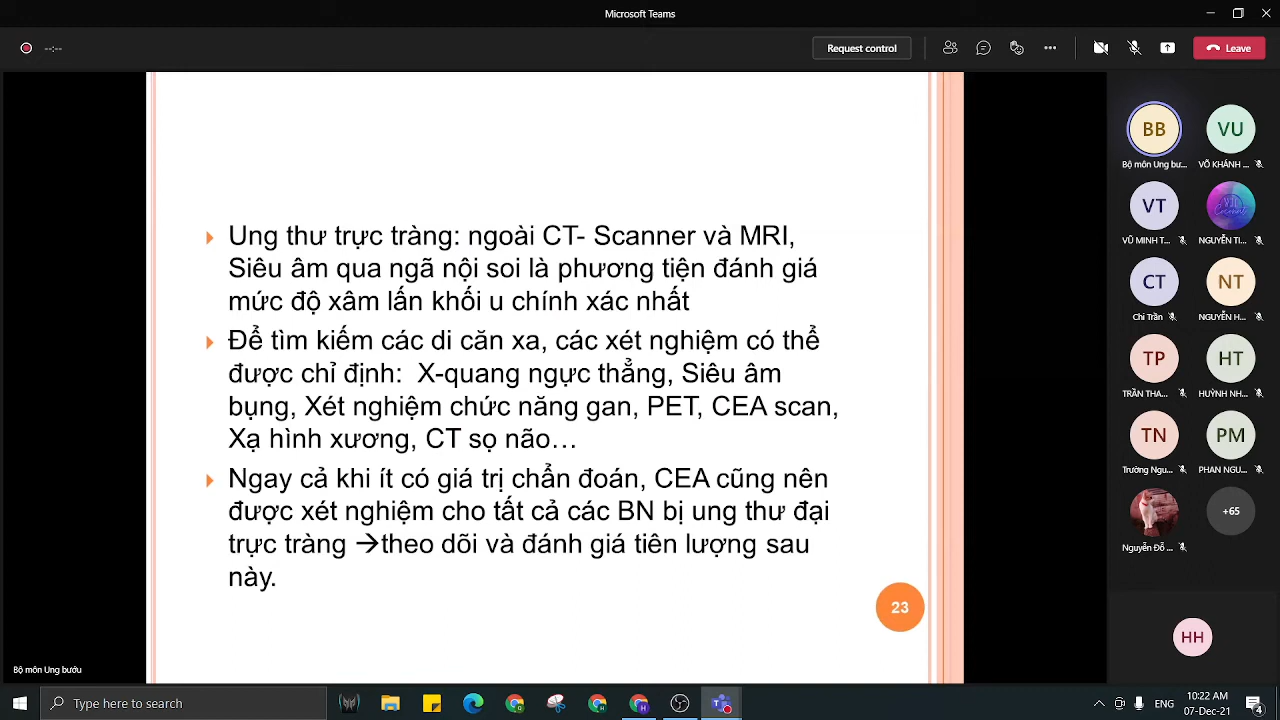 Microsoft Teams
--:--
Request control
Leave
Ung thư trực tràng: ngoài CT- Scanner và MRI,
Siêu âm qua ngã nội soi là phương tiện đánh giá
mức độ xâm lấn khối u chính xác nhất
Để tìm kiếm các di căn xa, các xét nghiệm có thể
được chỉ định:  X-quang ngực thẳng, Siêu âm
bụng, Xét nghiệm chức năng gan, PET, CEA scan,
Xạ hình xương, CT sọ não…
Ngay cả khi ít có giá trị chẩn đoán, CEA cũng nên
được xét nghiệm cho tất cả các BN bị ung thư đại
trực tràng →theo dõi và đánh giá tiên lượng sau
này.
23
Bộ môn Ung bướu
BB
VU
Bộ môn Ung bư...
VÕ KHÁNH ...
VT
VŨ MINH ...
NGUYỄN T...
CT
NT
Chi Trần
NGUYỄN H...
TP
HT
TRẦN THA...
HUỲNH H...
TN
PM
Trường Ngu...
PHAN NGU...
+65
Nguyễn Đỗ ...
HH
Type here to search
ENG
10:22 AM
07-Dec-21